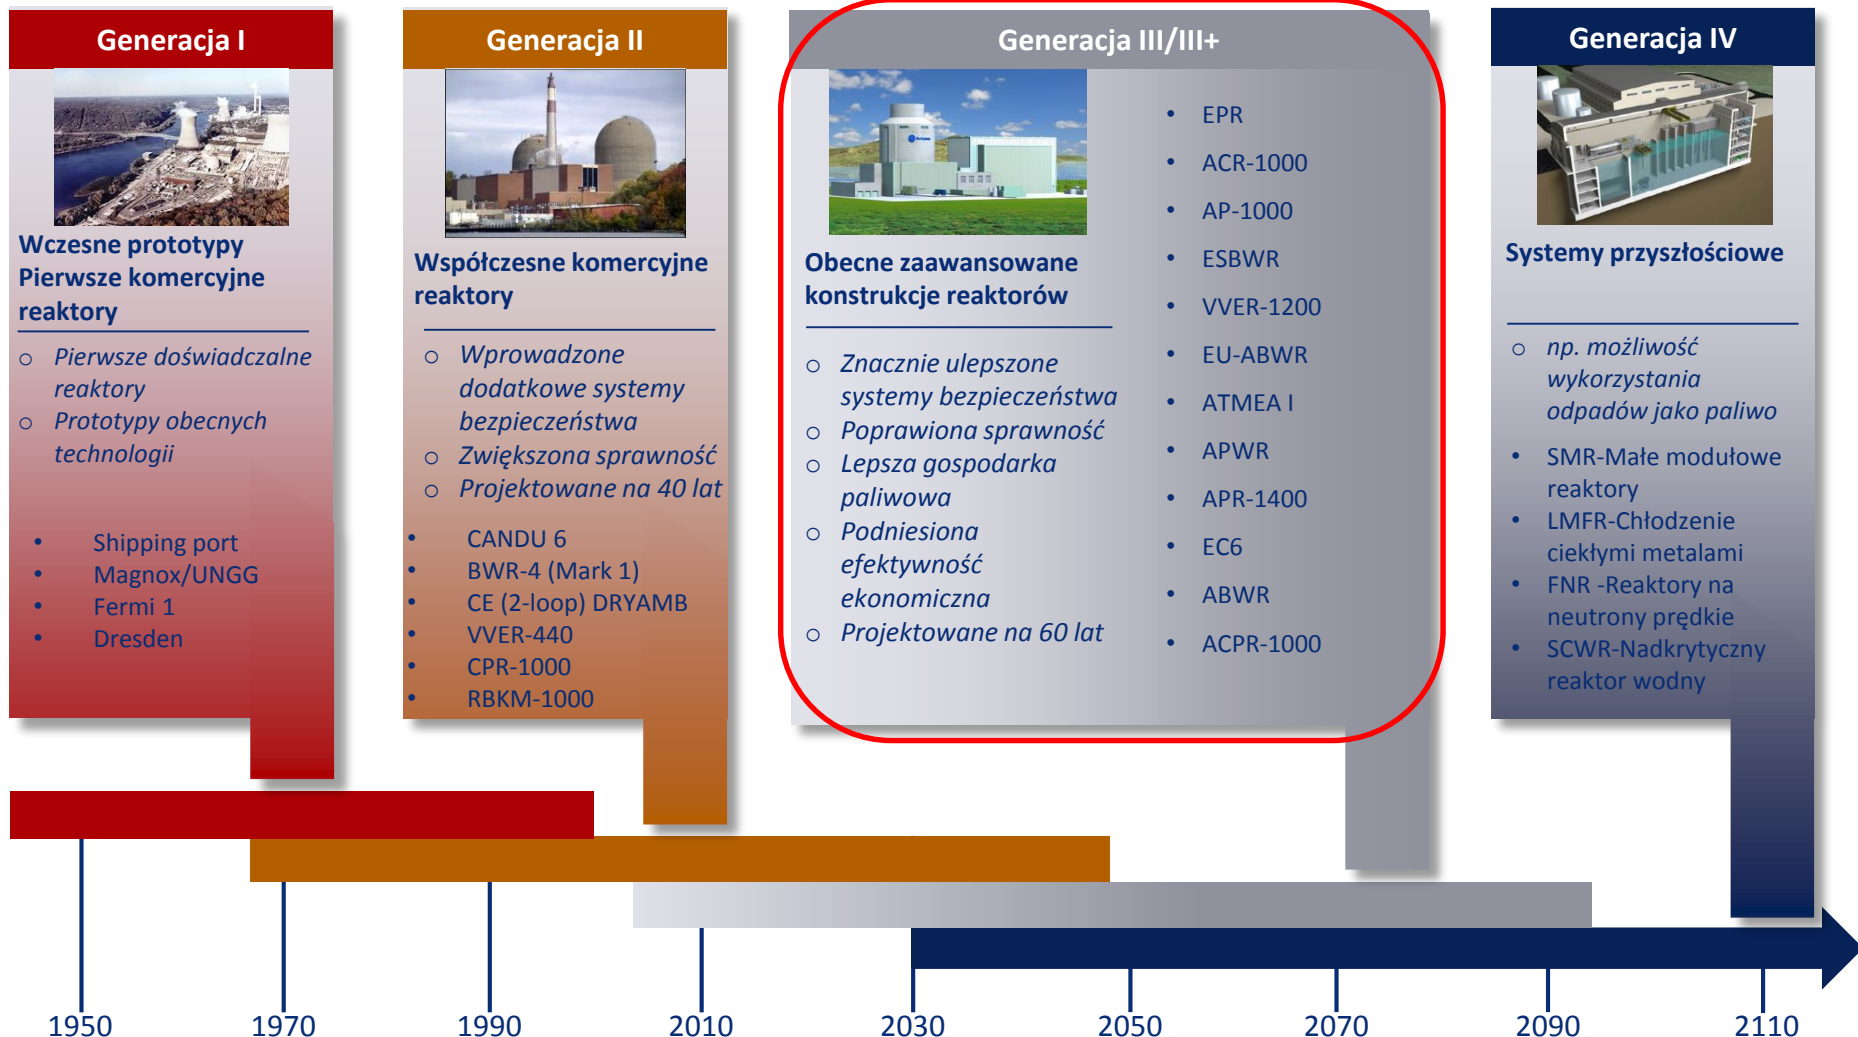 Generacja I
Wczesne prototypy
Pierwsze komercyjne
reaktory
o Pierwsze doświadczalne
reaktory
o Prototypy obecnych
technologii
• Shipping port
• Magnox/UNGG
• Fermi 1
• Dresden
Generacja II
Współczesne komercyjne
reaktory
o Wprowadzone
dodatkowe systemy
bezpieczeństwa
o Zwiększona sprawność
o Projektowane na 40 lat
• CANDU 6
• BWR-4 (Mark 1)
• CE (2-loop) DRYAMB
• VVER-440
• CPR-1000
• RBKM-1000
Generacja III/III+
Obecne zaawansowane
konstrukcje reaktorów
o Znacznie ulepszone
systemy bezpieczeństwa
o Poprawiona sprawność
o Lepsza gospodarka
paliwowa
o Podniesiona
efektywność
ekonomiczna
o Projektowane na 60 lat
• EPR
• ACR-1000
• AP-1000
• ESBWR
• VVER-1200
• EU-ABWR
• ATMEA I
• APWR
• APR-1400
• EC6
• ABWR
• ACPR-1000
Generacja IV
Systemy przyszłościowe
o np. możliwość
wykorzystania
odpadów jako paliwo
• SMR-Małe modułowe
reaktory
• LMFR-Chłodzenie
ciekłymi metalami
• FNR -Reaktory na
neutrony prędkie
• SCWR-Nadkrytyczny
reaktor wodny
1950 1970 1990 2010 2030 2050 2070 2090 2110